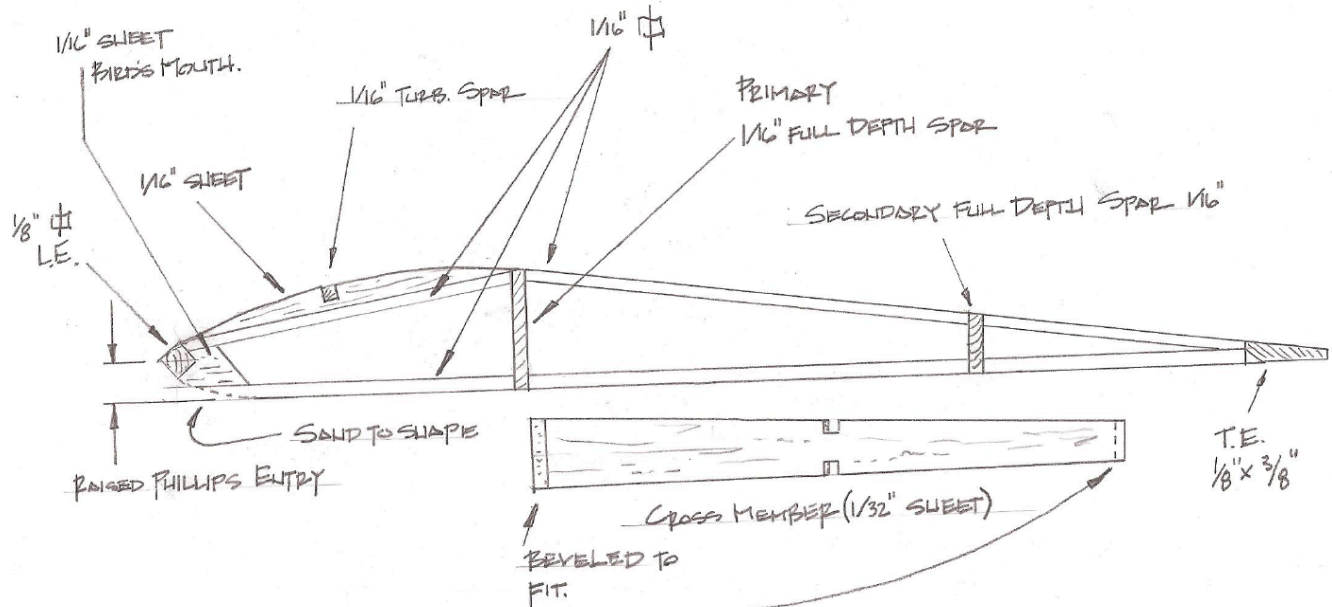 1/16" SHEET
BIRD'S MOUTH.
1/16" TURB. SPAR
1/16" SHEET
1/8"
L.E.
1/16"
PRIMARY
1/16" FULL DEPTH SPAR
SECONDARY FULL DEPTH SPAR 1/16"
SAND TO SHAPE
RAISED PHILLIPS ENTRY
CROSS MEMBER (1/32" SHEET)
BEVELED TO
FIT.
T.E.
1/8" x 3/8"